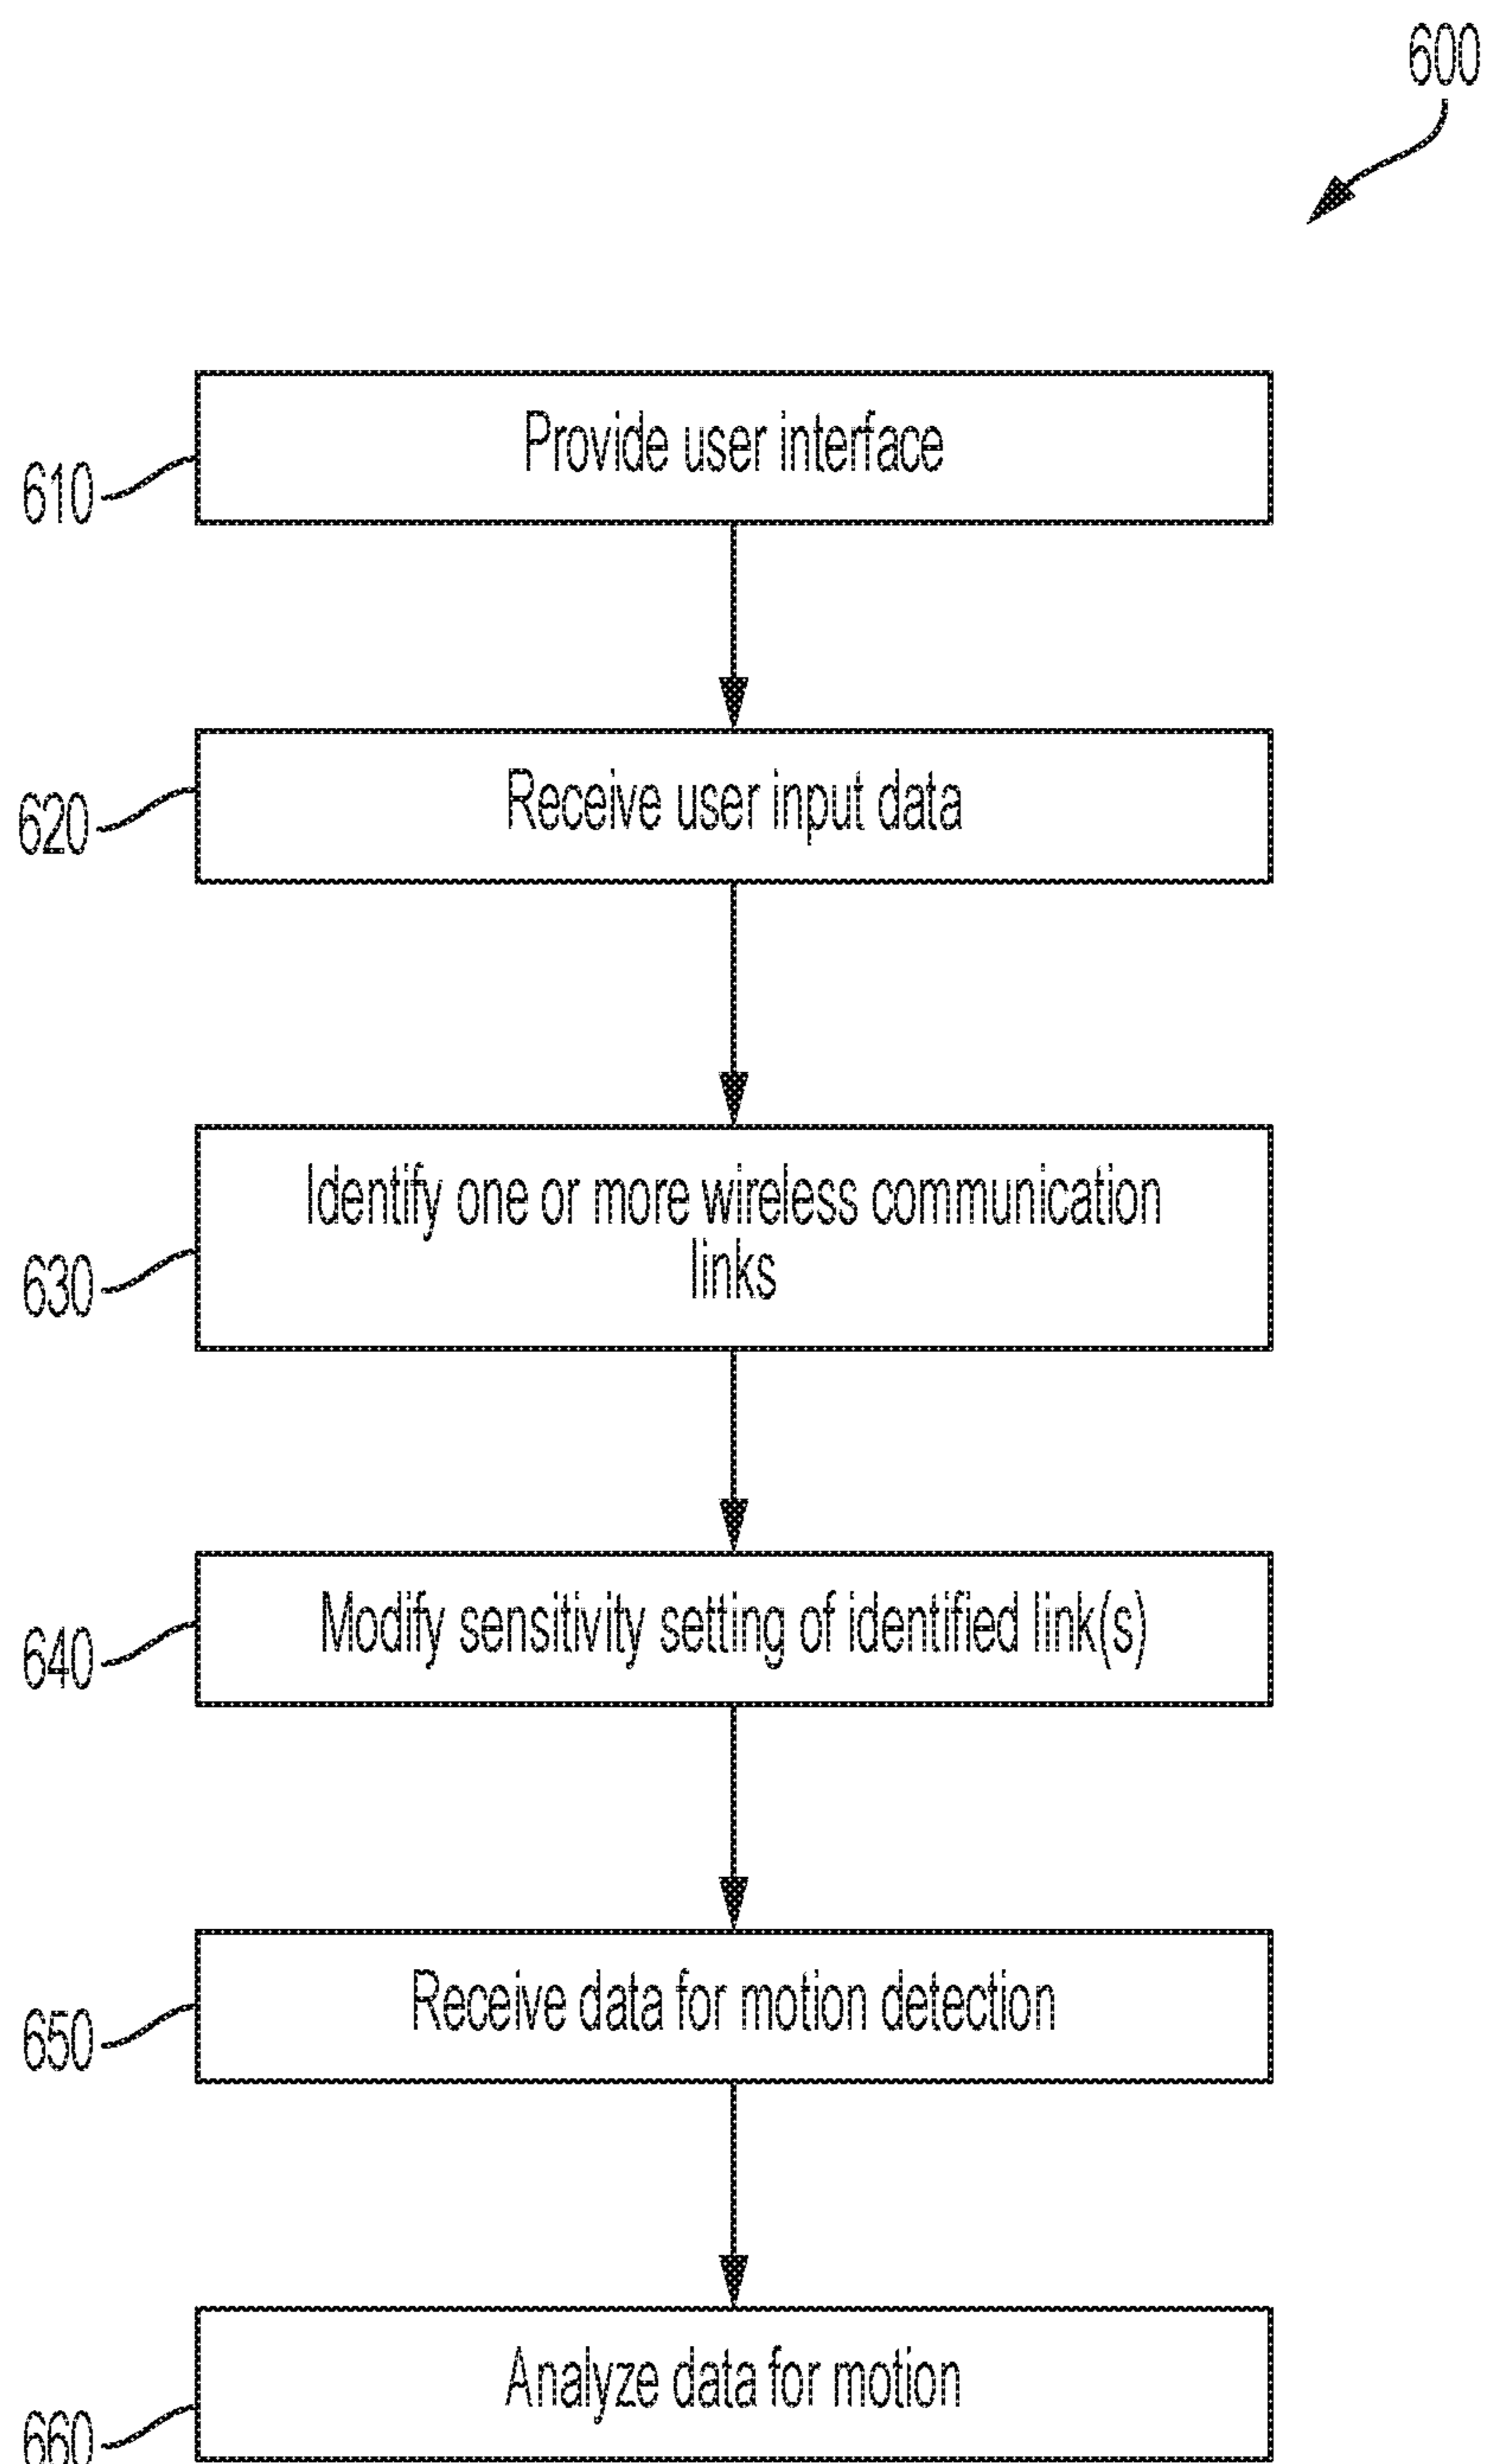 600
Provide user interface
610
Receive user input data
620
Identify one or more wireless communication
links
630
Modify sensitivity setting of identified link(s)
640
Receive data for motion detection
650
Analyze data for motion
660